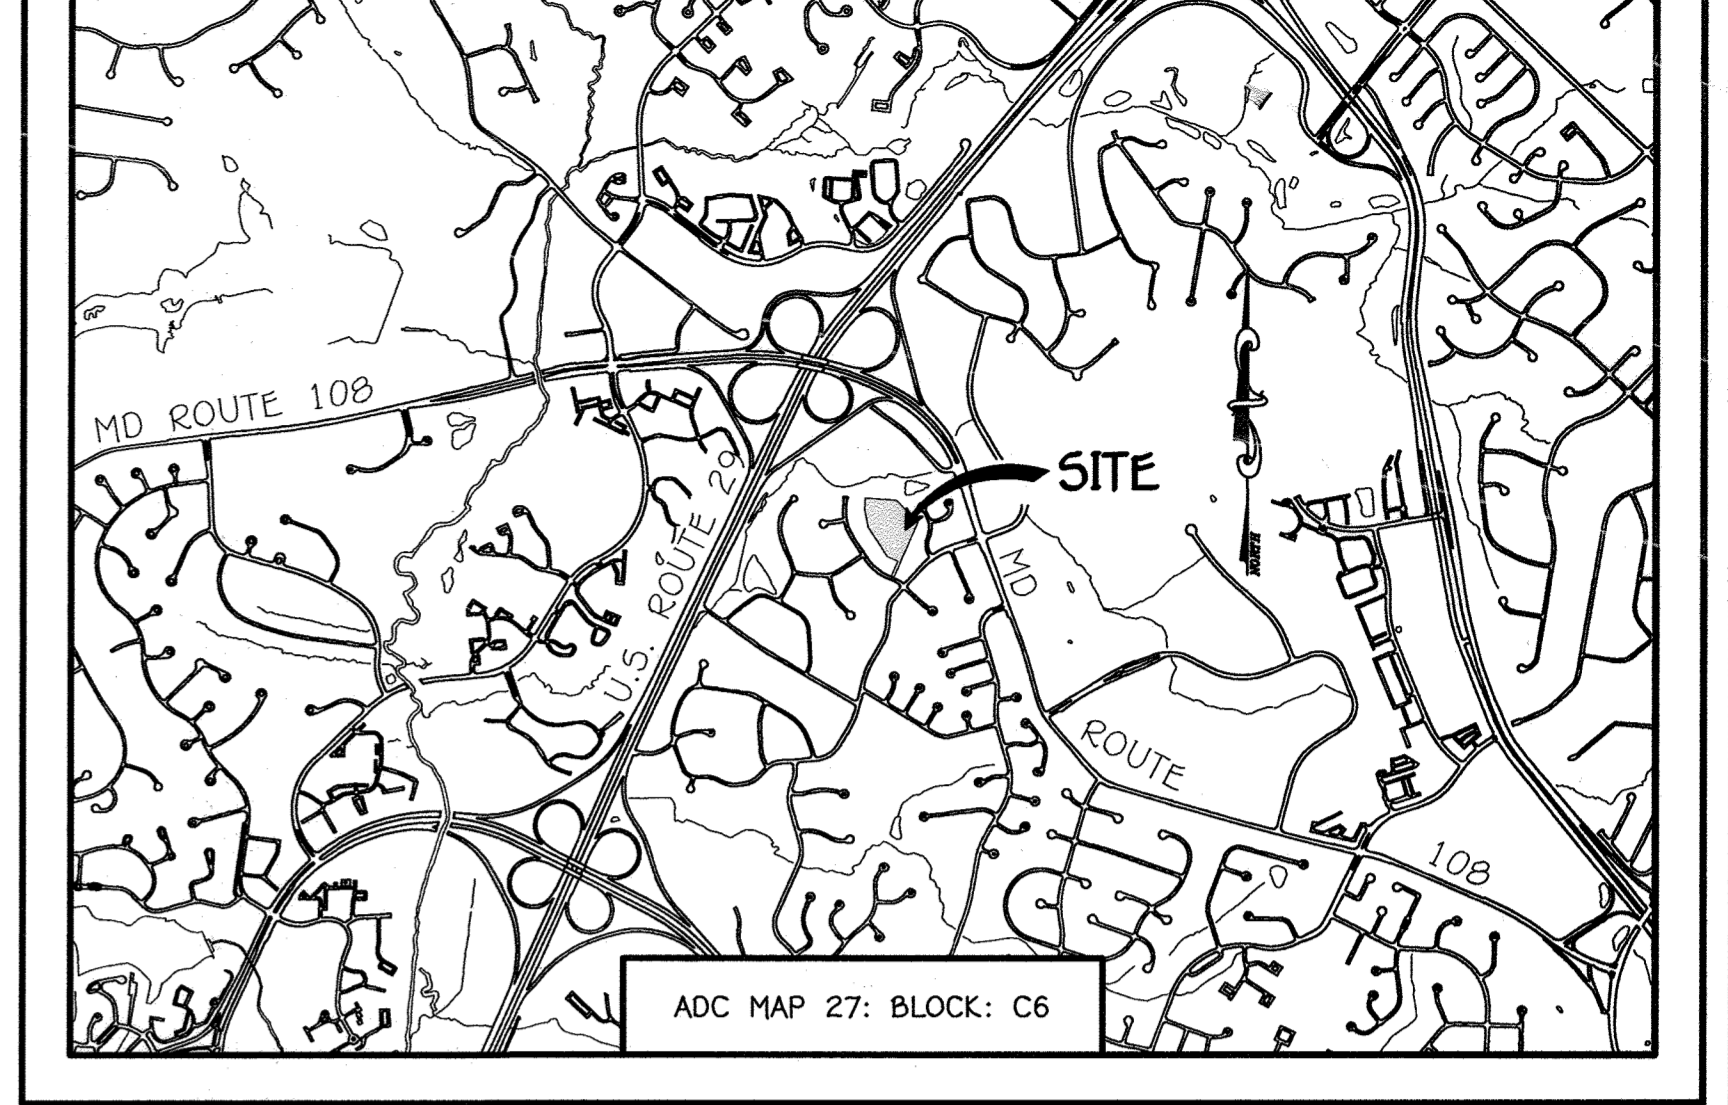 MD ROUTE 108
U.S. ROUTE 29
SITE
MD
ROUTE
108
ADC MAP 27: BLOCK: C6